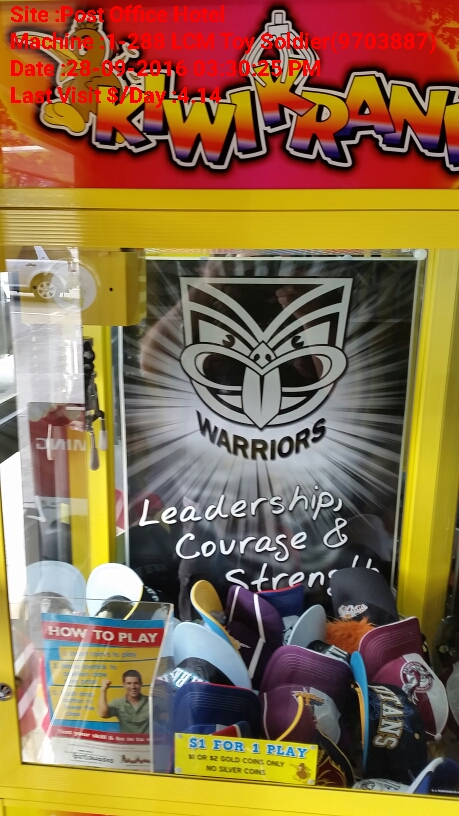 Site :Post Office Hotel
Machine :1-288 LCM Toy Soldier(9703887)
Date :28-09-2016 03:30:25 PM
Last Visit $/Day :4.14
KIWI KRAN
WARRIORS
Leadership,
Courage &
Strength
HOW TO PLAY
$1 FOR 1 PLAY
$1 OR $2 GOLD COINS ONLY
NO SILVER COINS